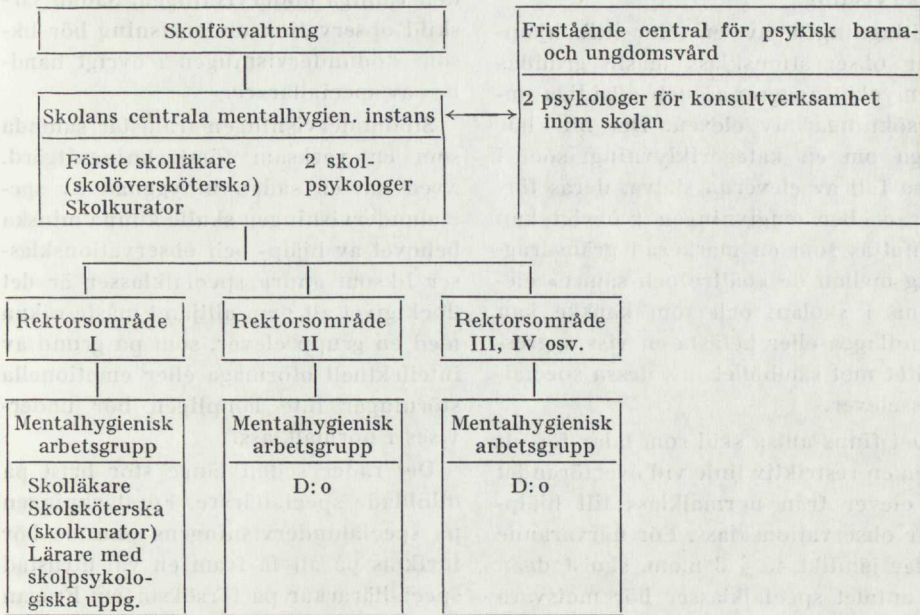 Skolförvaltning
Fristående central för psykisk barna-
och ungdomsvård
2 psykologer för konsultverksamhet
inom skolan
Skolans centrala mentalhygien. instans
Förste skolläkare
(skolöversköterska)
Skolkurator
2 skol-
psykologer
Rektorsområde
I
Rektorsområde
II
Rektorsområde
III, IV osv.
Mentalhygienisk
arbetsgrupp
Skolläkare
Skolsköterska
(skolkurator)
Lärare med
skolpsykolo-
giska uppg.
Mentalhygienisk
arbetsgrupp
D:o
Mentalhygienisk
arbetsgrupp
D:o